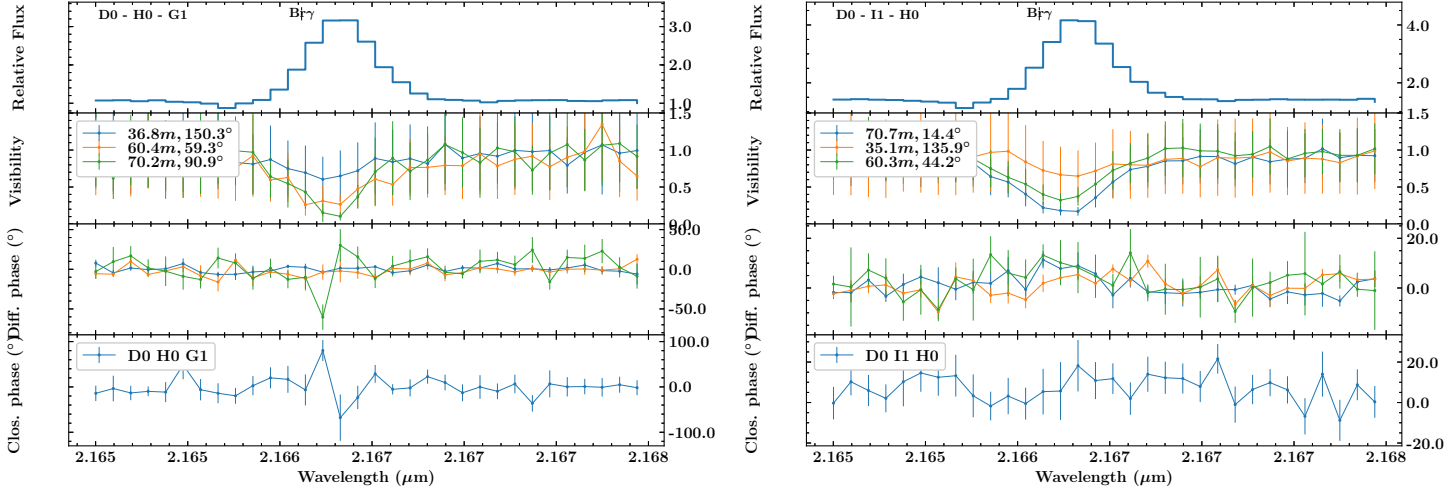 D0 - H0 - G1
Brγ
Relative Flux
3.0
2.0
1.0
Visibility
36.8m, 150.3°
60.4m, 59.3°
70.2m, 90.9°
1.5
1.0
0.5
0.0
Diff. phase (°)
0.0
-50.0
Clos. phase (°)
D0 H0 G1
100.0
0.0
-100.0
2.165 2.165 2.166 2.167 2.167 2.167 2.168
Wavelength (μm)
D0 - I1 - H0
Brγ
Relative Flux
4.0
2.0
Visibility
70.7m, 14.4°
35.1m, 135.9°
60.3m, 44.2°
1.5
1.0
0.5
0.0
Diff. phase (°)
20.0
0.0
Clos. phase (°)
D0 I1 H0
20.0
0.0
-20.0
2.165 2.165 2.166 2.167 2.167 2.167 2.168
Wavelength (μm)